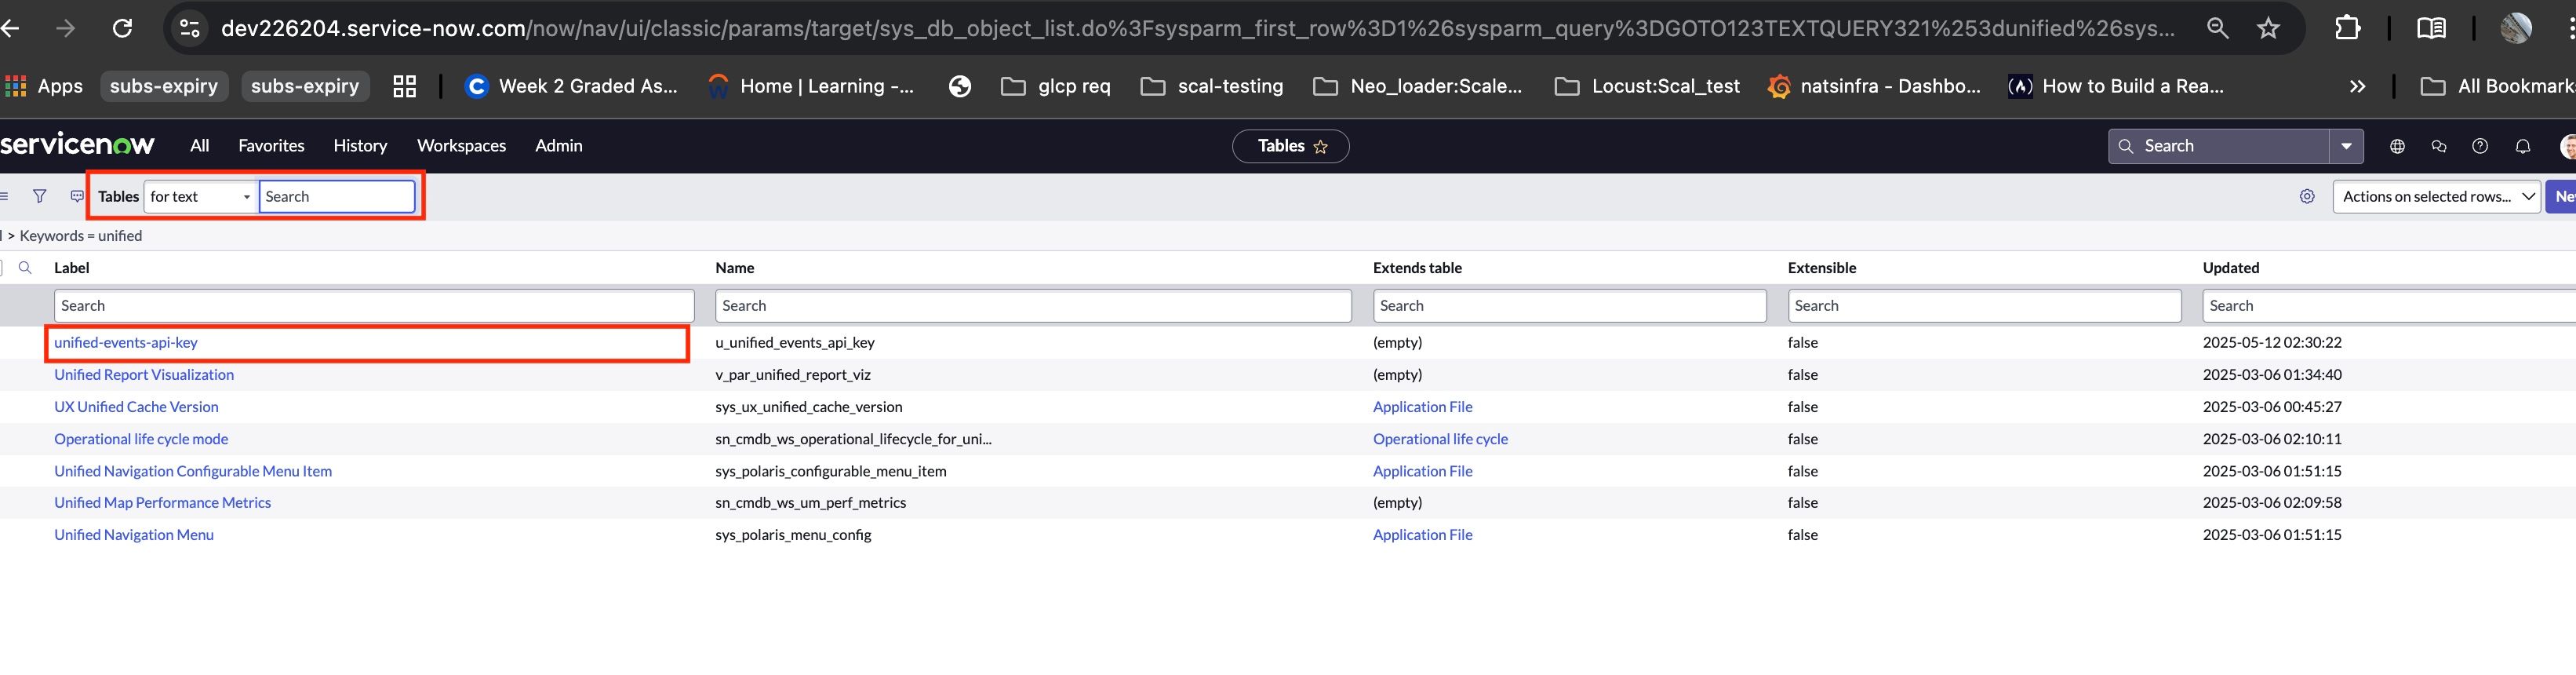 dev226204.service-now.com/now/nav/ui/classic/params/target/sys_db_object_list.do%3Fsysparm_first_row%3D1%26sysparm_query%3DGOTO123TEXTQUERY321%253dunified%26sys...
Apps subs-expiry subs-expiry Week 2 Graded As... Home | Learning -... glcp req scal-testing Neo_loader:Scale... Locust:Scal_test natsinfra - Dashbo... How to Build a Rea... » All Bookmark
servicenow All Favorites History Workspaces Admin Tables Search
Tables for text Search Actions on selected rows... Ne
> Keywords = unified
Label Name Extends table Extensible Updated
Search Search Search Search Search
unified-events-api-key u_unified_events_api_key (empty) false 2025-05-12 02:30:22
Unified Report Visualization v_par_unified_report_viz (empty) false 2025-03-06 01:34:40
UX Unified Cache Version sys_ux_unified_cache_version Application File false 2025-03-06 00:45:27
Operational life cycle mode sn_cmdb_ws_operational_lifecycle_for_uni... Operational life cycle false 2025-03-06 02:10:11
Unified Navigation Configurable Menu Item sys_polaris_configurable_menu_item Application File false 2025-03-06 01:51:15
Unified Map Performance Metrics sn_cmdb_ws_um_perf_metrics (empty) false 2025-03-06 02:09:58
Unified Navigation Menu sys_polaris_menu_config Application File false 2025-03-06 01:51:15